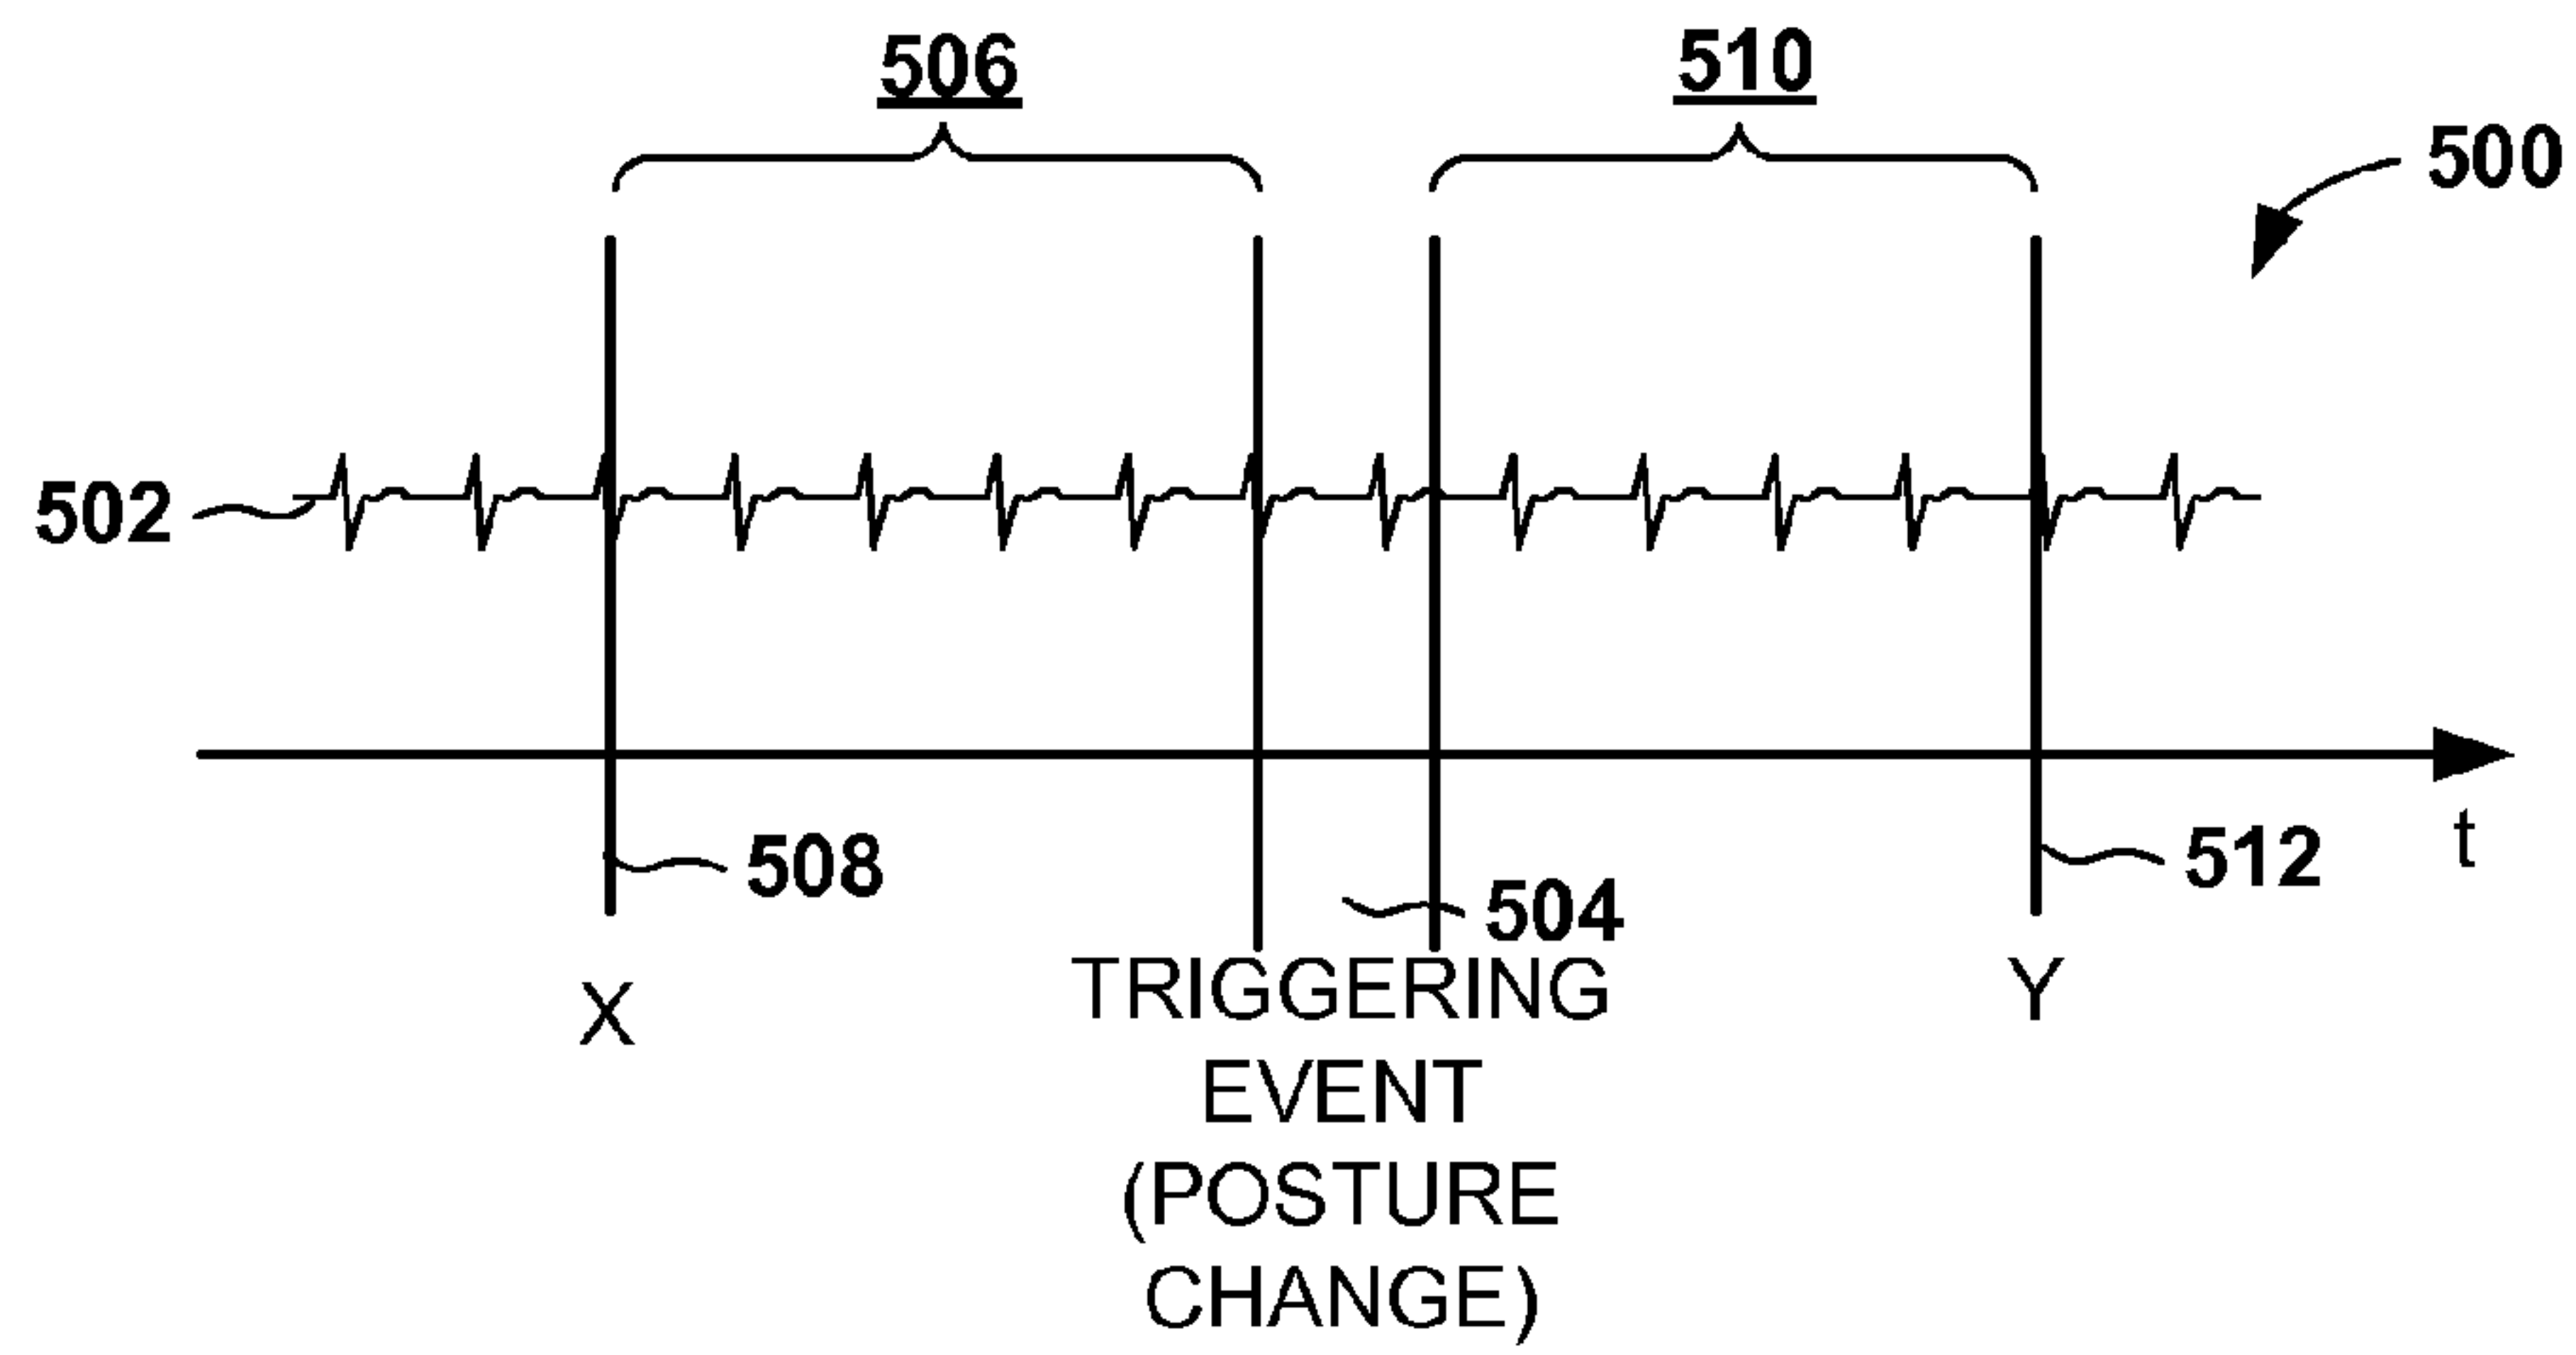 506
510
500
502
508
504
512
t
X
TRIGGERING
EVENT
(POSTURE
CHANGE)
Y